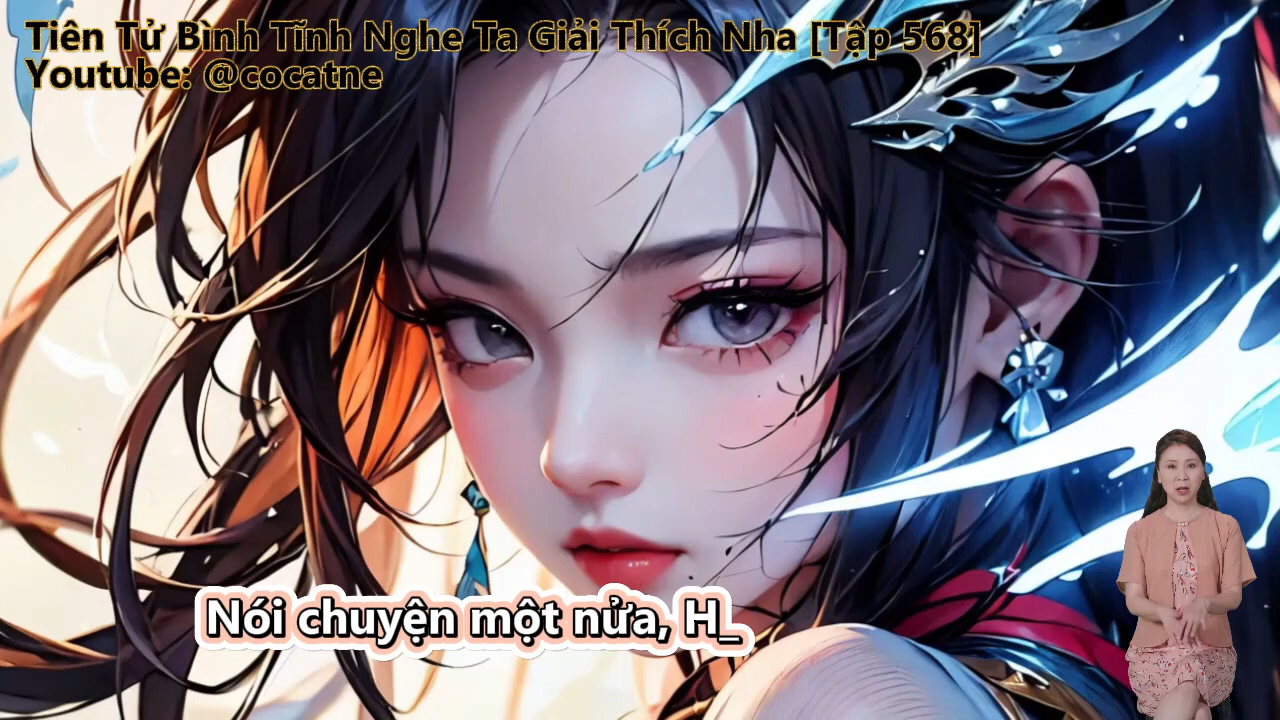 Tiên Tử Bình Tĩnh Nghe Ta Giải Thích Nha [Tập 568]
Youtube: @cocatne
Nói chuyện một nửa, H_